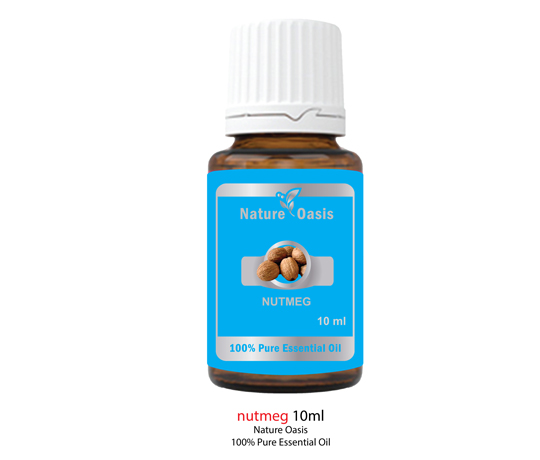 Nature Oasis
NUTMEG
10 ml
100% Pure Essential Oil
nutmeg 10ml
Nature Oasis
100% Pure Essential Oil